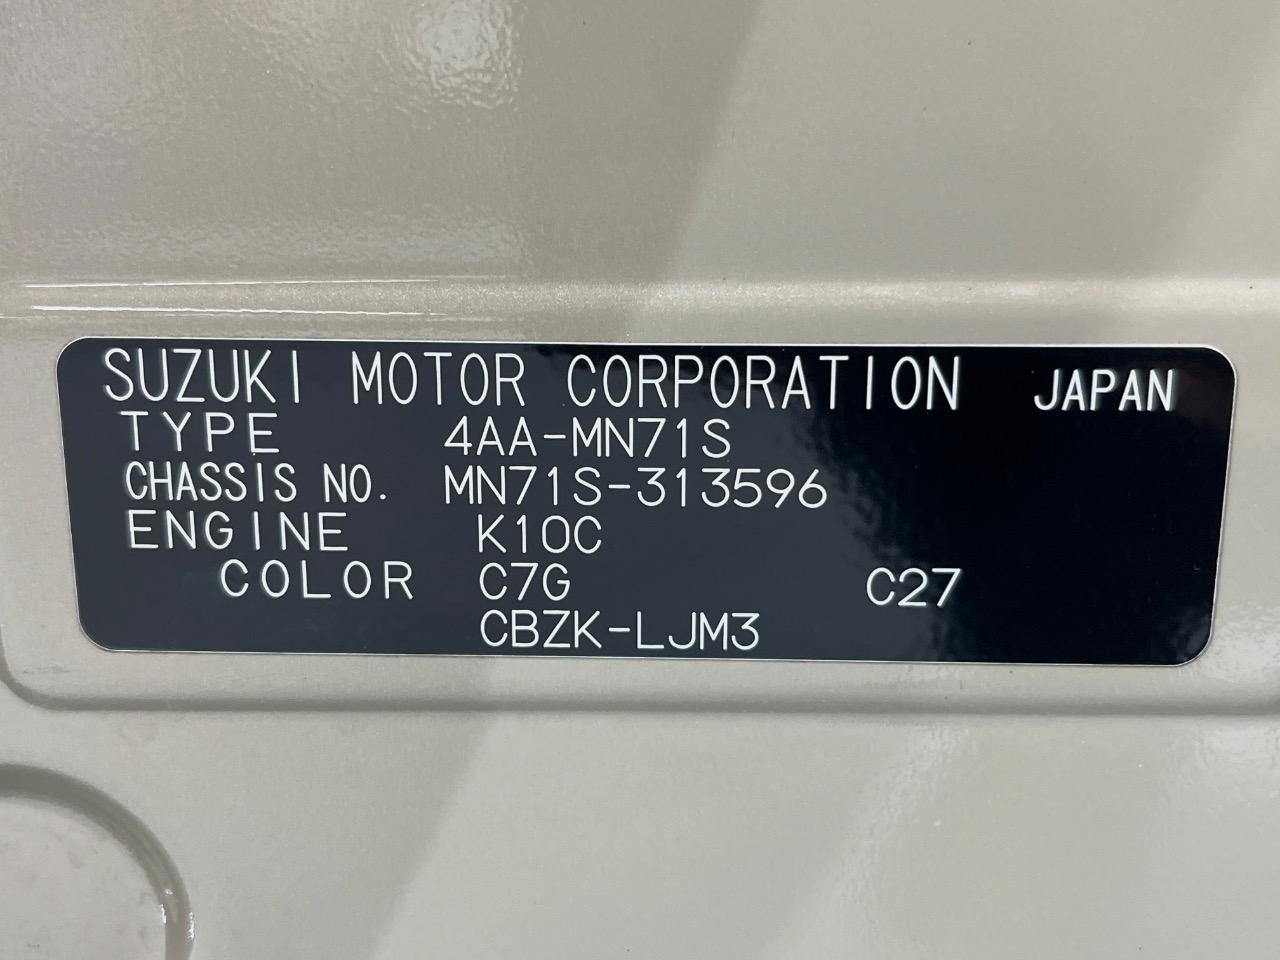 SUZUKI MOTOR CORPORATION JAPAN
TYPE 4AA-MN71S
CHASSIS NO. MN71S-313596
ENGINE K10C
COLOR C7G C27
CBZK-LJM3